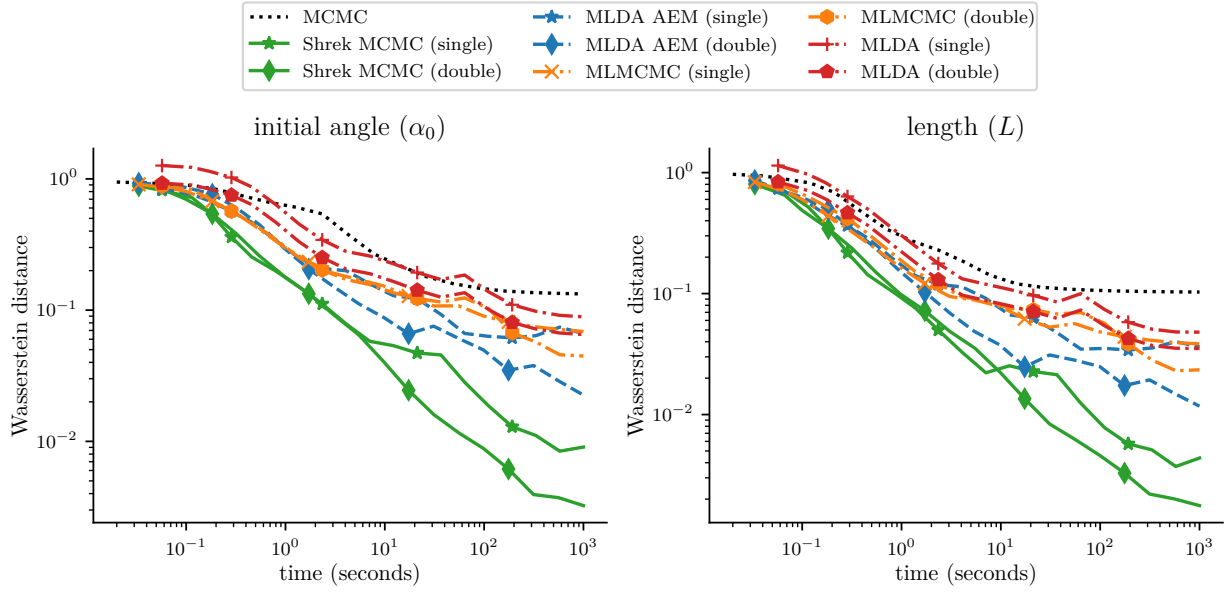 MCMC
Shrek MCMC (single)
Shrek MCMC (double)
MLDA AEM (single)
MLDA AEM (double)
MLMCMC (single)
MLMCMC (double)
MLDA (single)
MLDA (double)
initial angle (α₀)
Wasserstein distance
10⁰
10⁻¹
10⁻²
10⁻¹ 10⁰ 10¹ 10² 10³
time (seconds)
length (L)
Wasserstein distance
10⁰
10⁻¹
10⁻²
10⁻¹ 10⁰ 10¹ 10² 10³
time (seconds)